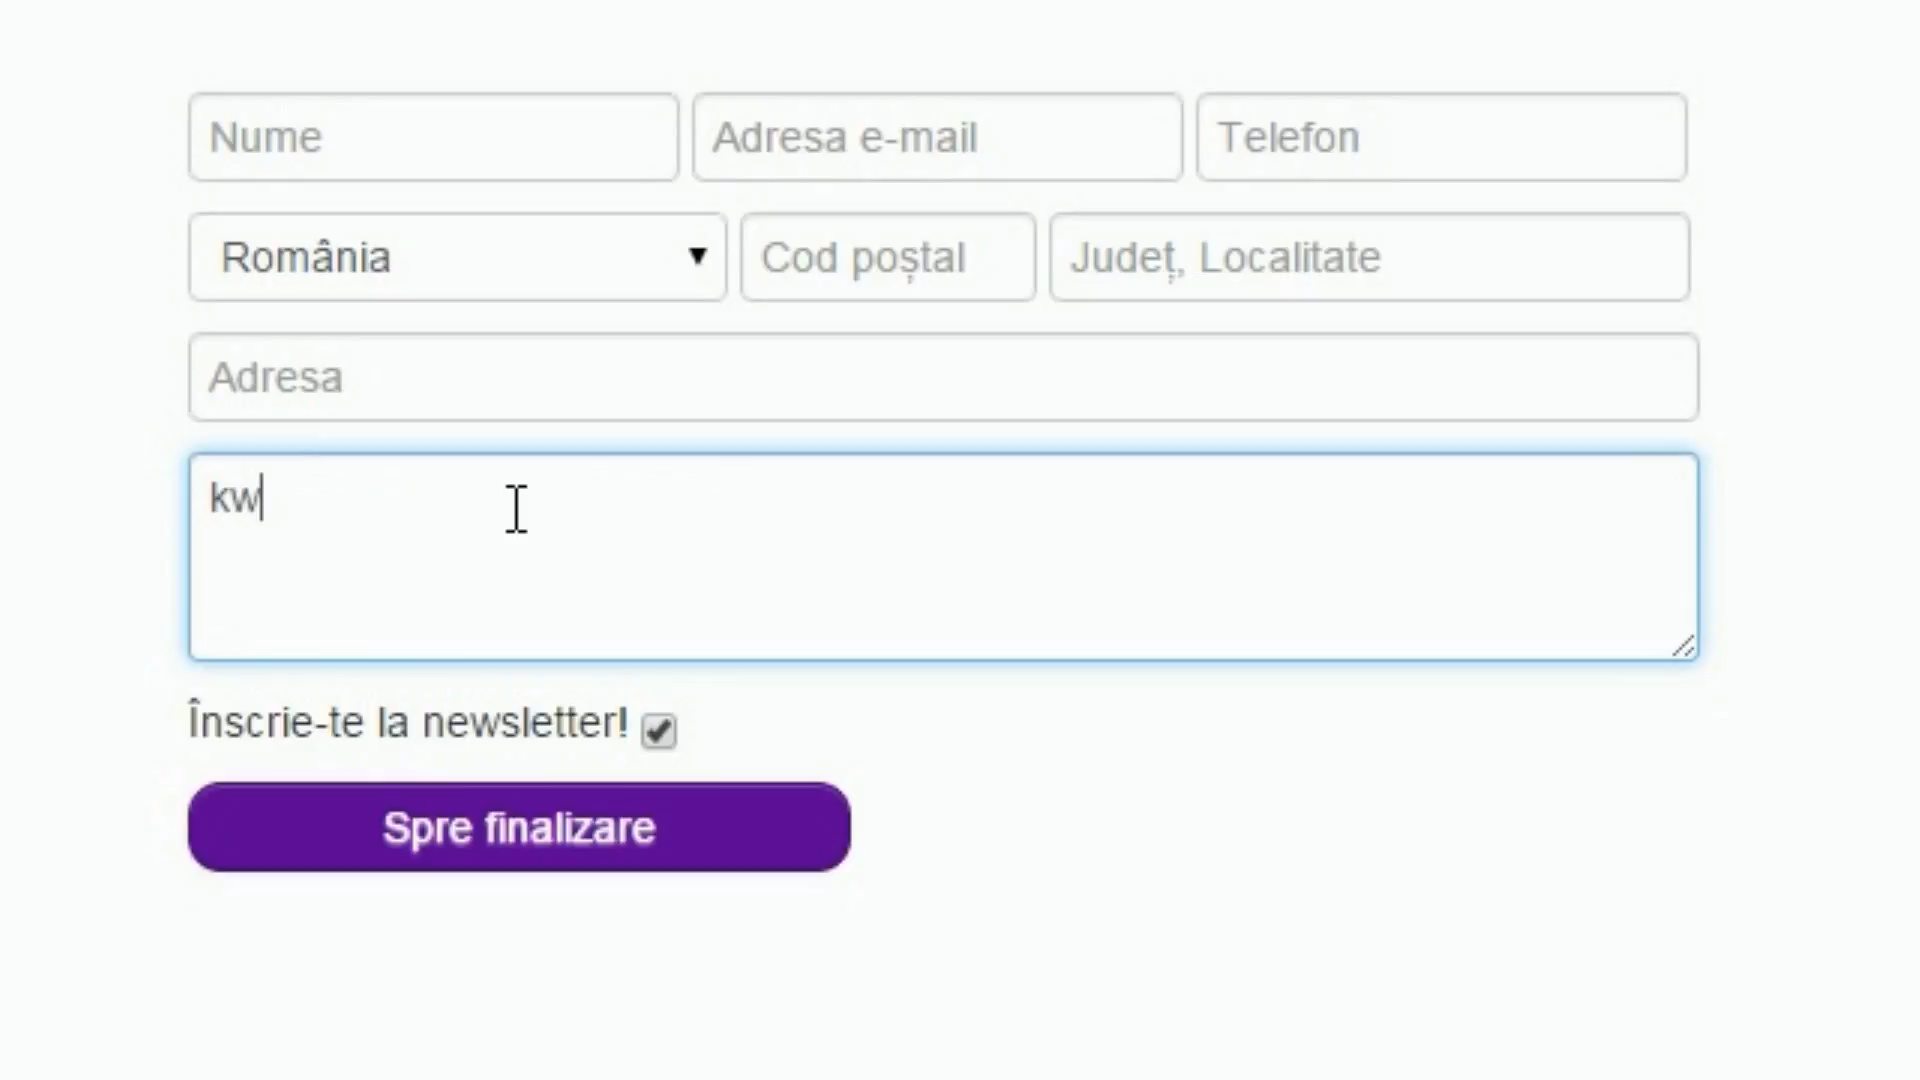 Nume Adresa e-mail Telefon
România Cod poștal Județ, Localitate
Adresa
kw
Înscrie-te la newsletter!
Spre finalizare